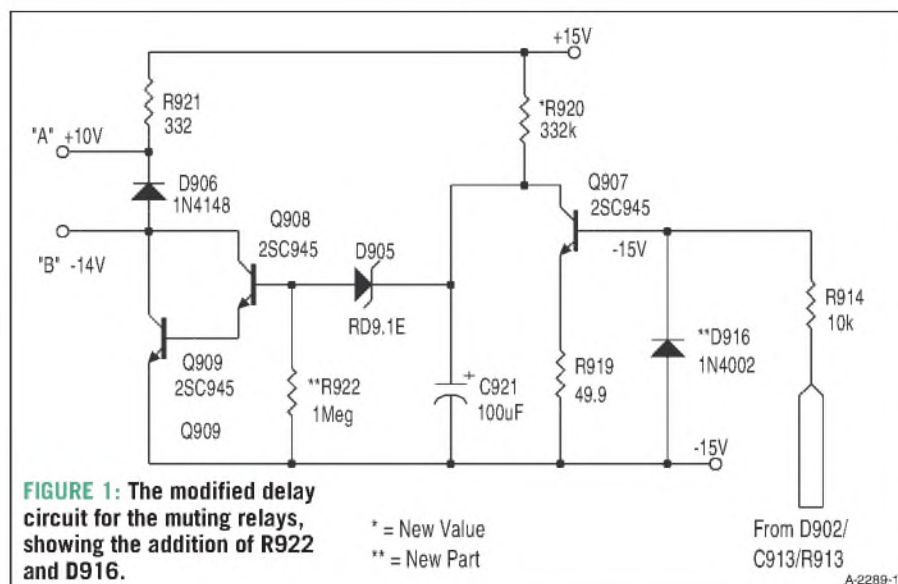 +15V
R921
332
*R920
332k
"A" +10V
D906
1N4148
Q907
2SC945
Q908
2SC945
D905
-15V
"B" -14V
R914
10k
RD9.1E
**D916
1N4002
R919
49.9
Q909
2SC945
**R922
1Meg
+
C921
100uF
Q909
-15V
FIGURE 1: The modified delay
circuit for the muting relays,
showing the addition of R922
and D916.
* = New Value
** = New Part
From D902/
C913/R913
A-2289-1